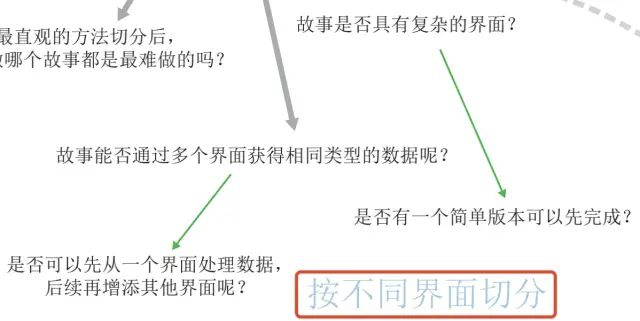 故事是否具有复杂的界面？
最直观的方法切分后，
哪个故事都是最难做的吗？
故事能否通过多个界面获得相同类型的数据呢？
是否有一个简单版本可以先完成？
是否可以先从一个界面处理数据，
后续再增添其他界面呢？
按不同界面切分